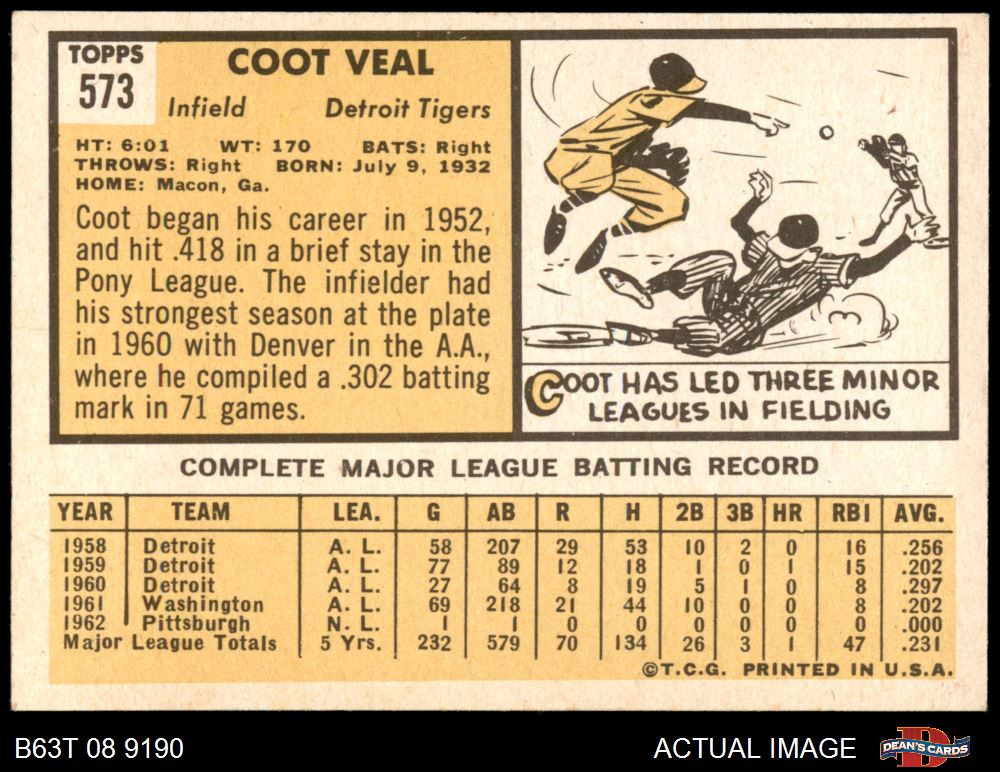 TOPPS
573
COOT VEAL
Infield Detroit Tigers
HT: 6:01 WT: 170 BATS: Right
THROWS: Right BORN: July 9, 1932
HOME: Macon, Ga.
Coot began his career in 1952,
and hit .418 in a brief stay in the
Pony League. The infielder had
his strongest season at the plate
in 1960 with Denver in the A.A.,
where he compiled a .302 batting
mark in 71 games.
COOT HAS LED THREE MINOR
LEAGUES IN FIELDING
COMPLETE MAJOR LEAGUE BATTING RECORD
YEAR TEAM LEA. G AB R H 2B 3B HR RBI AVG.
1958 Detroit A. L. 58 207 29 53 10 2 0 16 .256
1959 Detroit A. L. 77 89 12 18 1 0 1 15 .202
1960 Detroit A. L. 27 64 8 19 5 1 0 8 .297
1961 Washington A. L. 69 218 21 44 10 0 0 8 .202
1962 Pittsburgh N. L. 1 1 0 0 0 0 0 0 .000
Major League Totals 5 Yrs. 232 579 70 134 26 3 1 47 .231
©T.C.G. PRINTED IN U.S.A.
B63T 08 9190 ACTUAL IMAGE DEAN'S CARDS